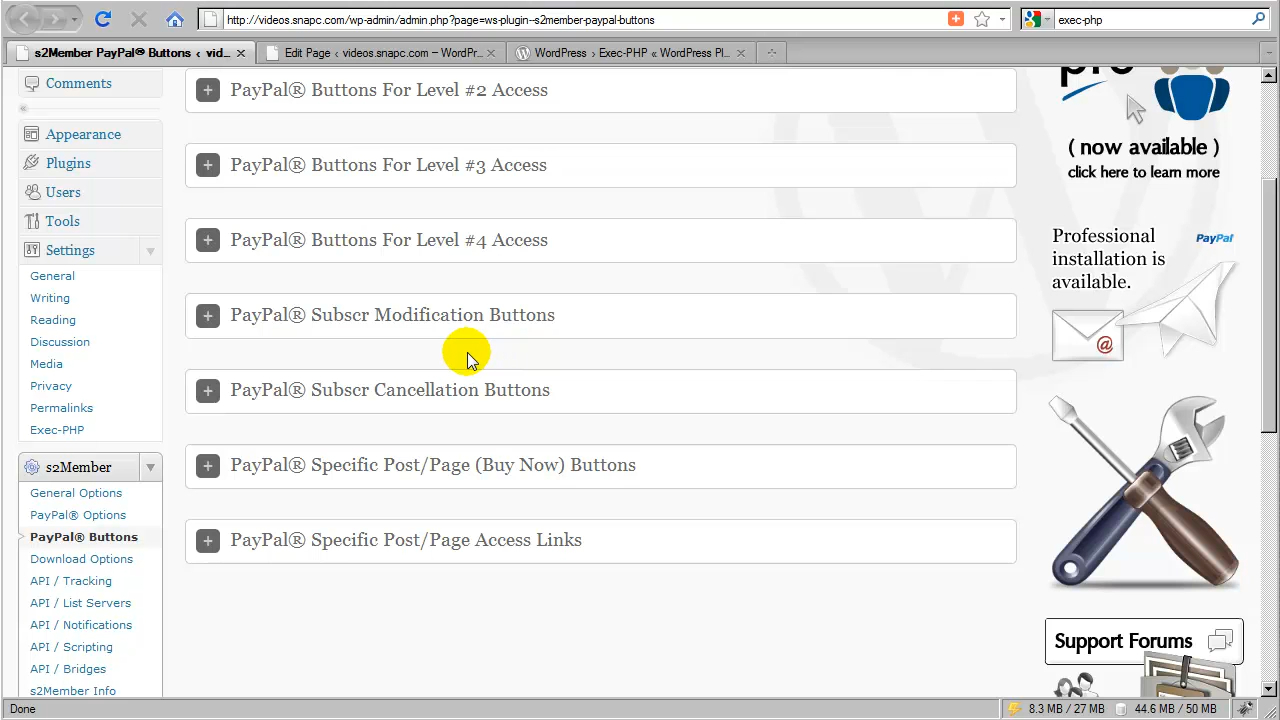 http://videos.snapc.com/wp-admin/admin.php?page=ws-plugin--s2member-paypal-buttons
exec-php
s2Member PayPal® Buttons ‹ vid...
Edit Page ‹ videos.snapc.com – WordPr...
WordPress › Exec-PHP « WordPress Pl...
Comments
Appearance
Plugins
Users
Tools
Settings
General
Writing
Reading
Discussion
Media
Privacy
Permalinks
Exec-PHP
s2Member
General Options
PayPal® Options
PayPal® Buttons
Download Options
API / Tracking
API / List Servers
API / Notifications
API / Scripting
API / Bridges
s2Member Info
PayPal® Buttons For Level #2 Access
PayPal® Buttons For Level #3 Access
PayPal® Buttons For Level #4 Access
PayPal® Subscr Modification Buttons
PayPal® Subscr Cancellation Buttons
PayPal® Specific Post/Page (Buy Now) Buttons
PayPal® Specific Post/Page Access Links
pro
( now available )
click here to learn more
Professional
PayPal
installation is
available.
@
Support Forums
Done
8.3 MB / 27 MB
44.6 MB / 50 MB